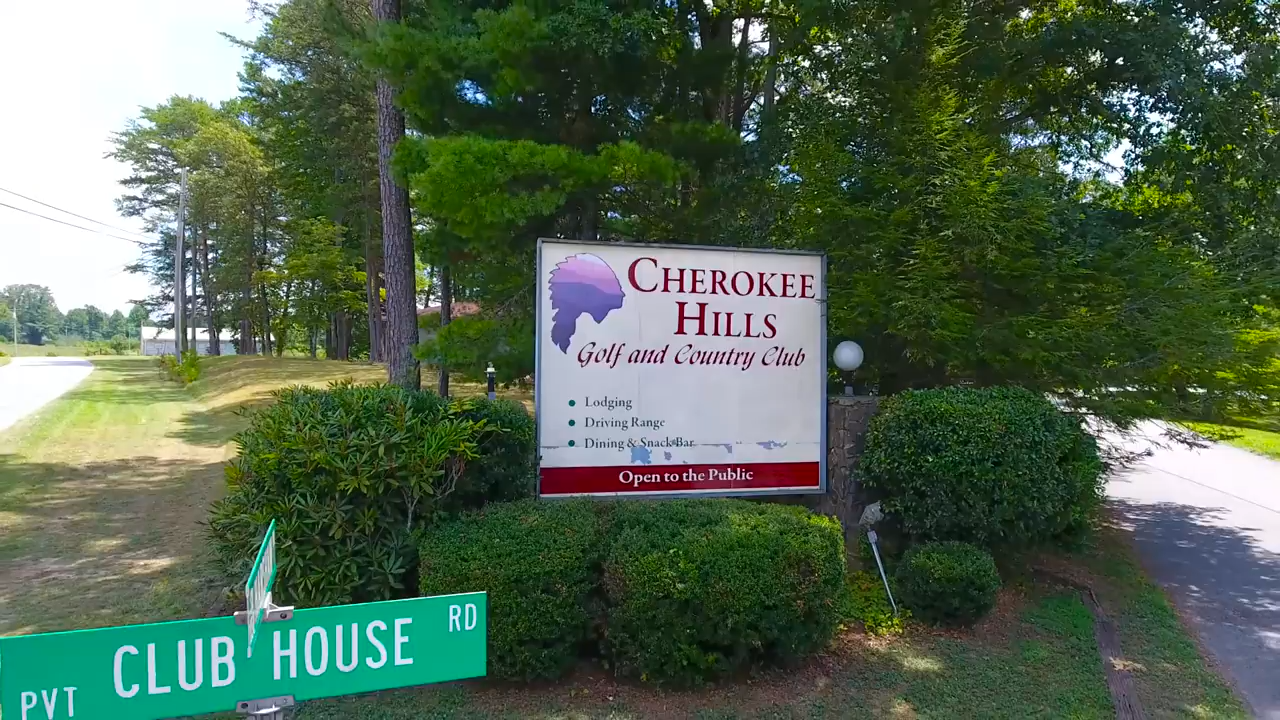 CHEROKEE
HILLS
Golf and Country Club
Lodging
Driving Range
Dining & Snack Bar
Open to the Public
PVT CLUB HOUSE RD